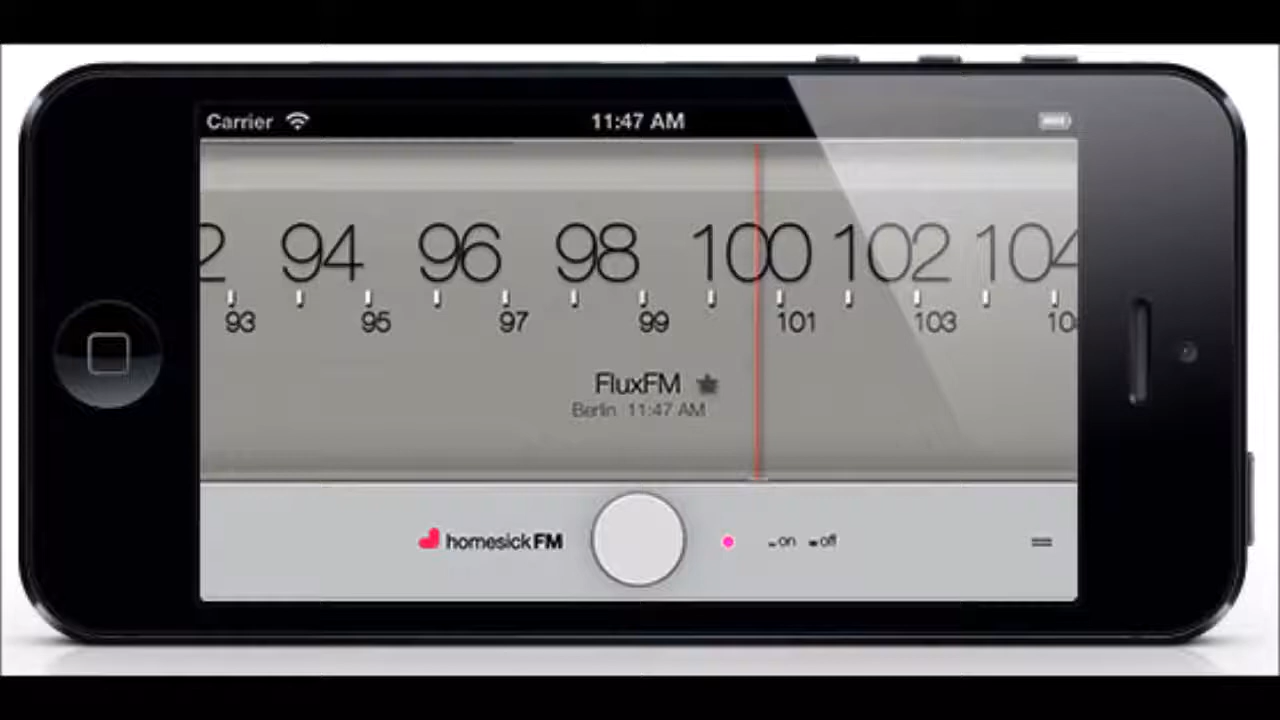 Carrier 11:47 AM
2 94 96 98 100 102 104
93 95 97 99 101 103 10
FluxFM
Berlin 11:47 AM
homesickFM on off